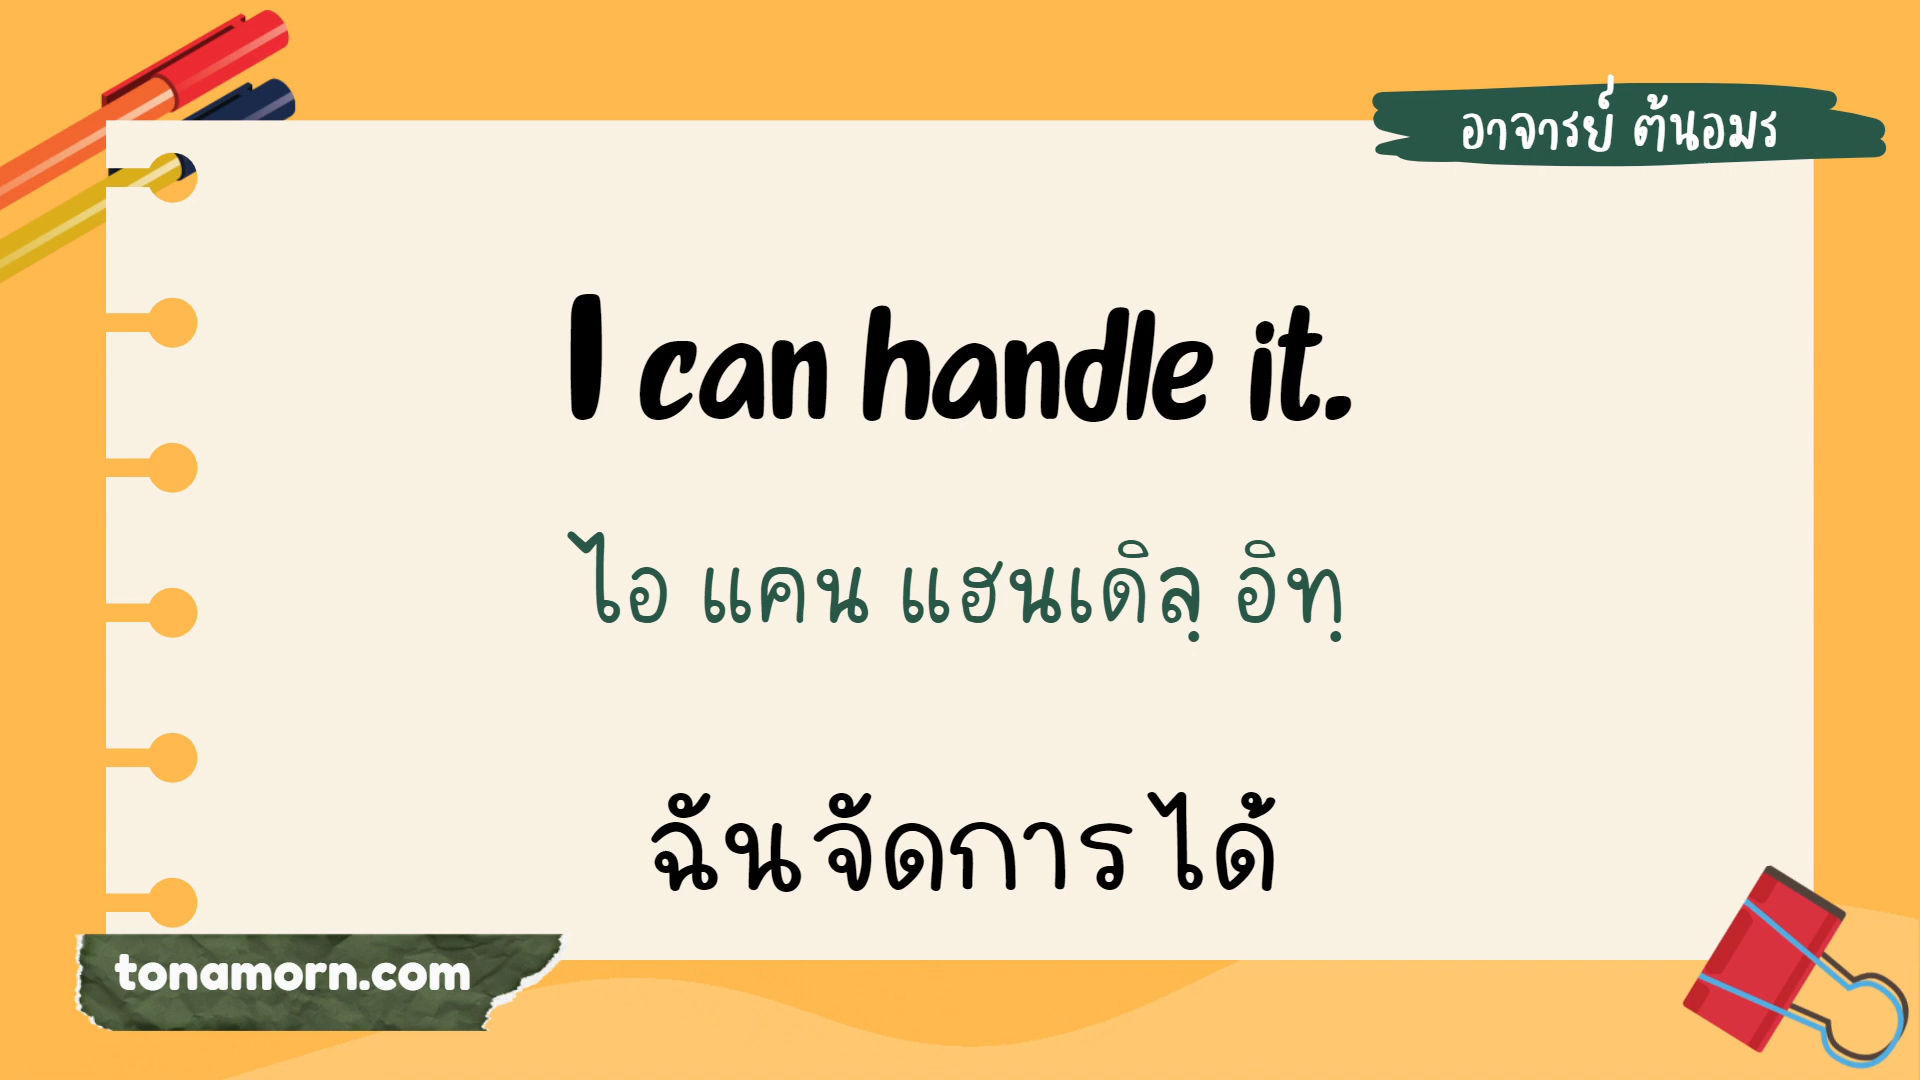 อาจารย์ ต้นอมร
I can handle it.
ไอ แคน แฮนเดิลฺ อิทฺ
ฉันจัดการได้
tonamorn.com